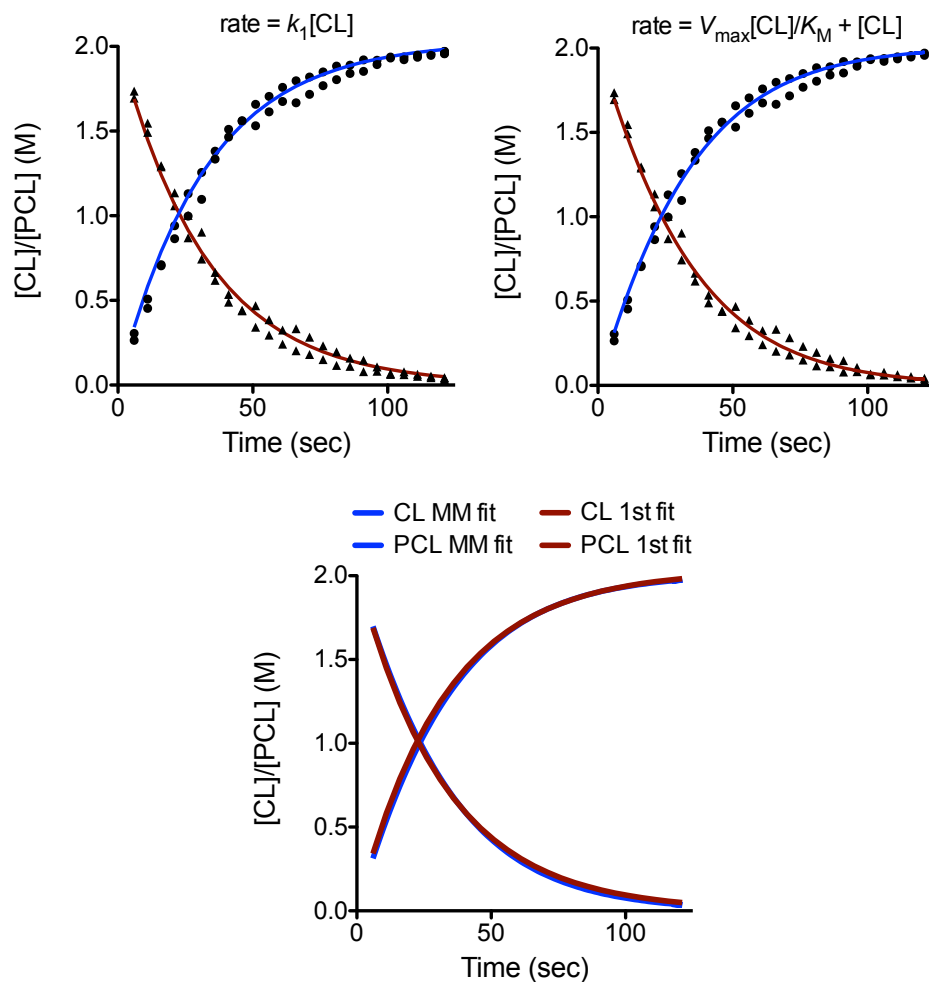 rate = k₁[CL]
[CL]/[PCL] (M)
2.0
1.5
1.0
0.5
0.0
0 50 100
Time (sec)
rate = Vmax[CL]/KM + [CL]
[CL]/[PCL] (M)
2.0
1.5
1.0
0.5
0.0
0 50 100
Time (sec)
CL MM fit CL 1st fit
PCL MM fit PCL 1st fit
[CL]/[PCL] (M)
2.0
1.5
1.0
0.5
0.0
0 50 100
Time (sec)